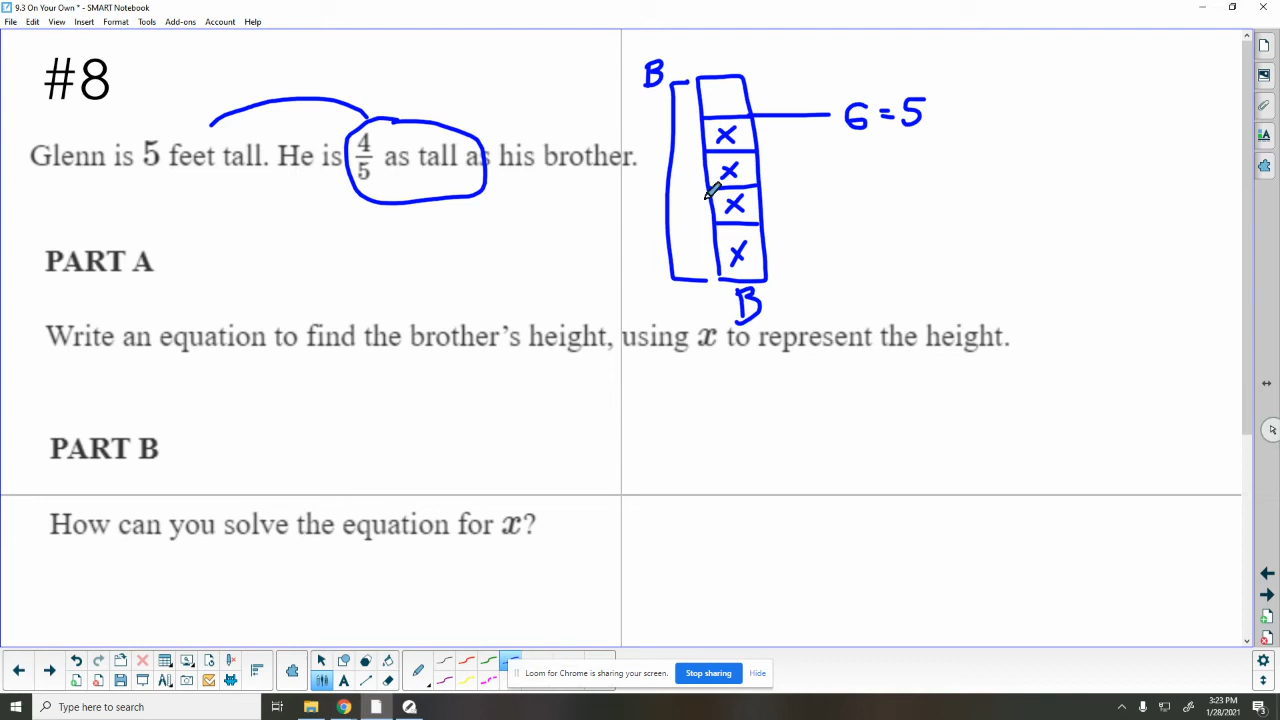 9.3 On Your Own * - SMART Notebook
File Edit View Insert Format Tools Add-ons Account Help
#8
B
6 = 5
Glenn is 5 feet tall. He is 4/5 as tall as his brother.
x
x
x
x
B
PART A
Write an equation to find the brother's height, using x to represent the height.
PART B
How can you solve the equation for x?
Loom for Chrome is sharing your screen.
Stop sharing
Hide
Type here to search
3:23 PM
1/28/2021